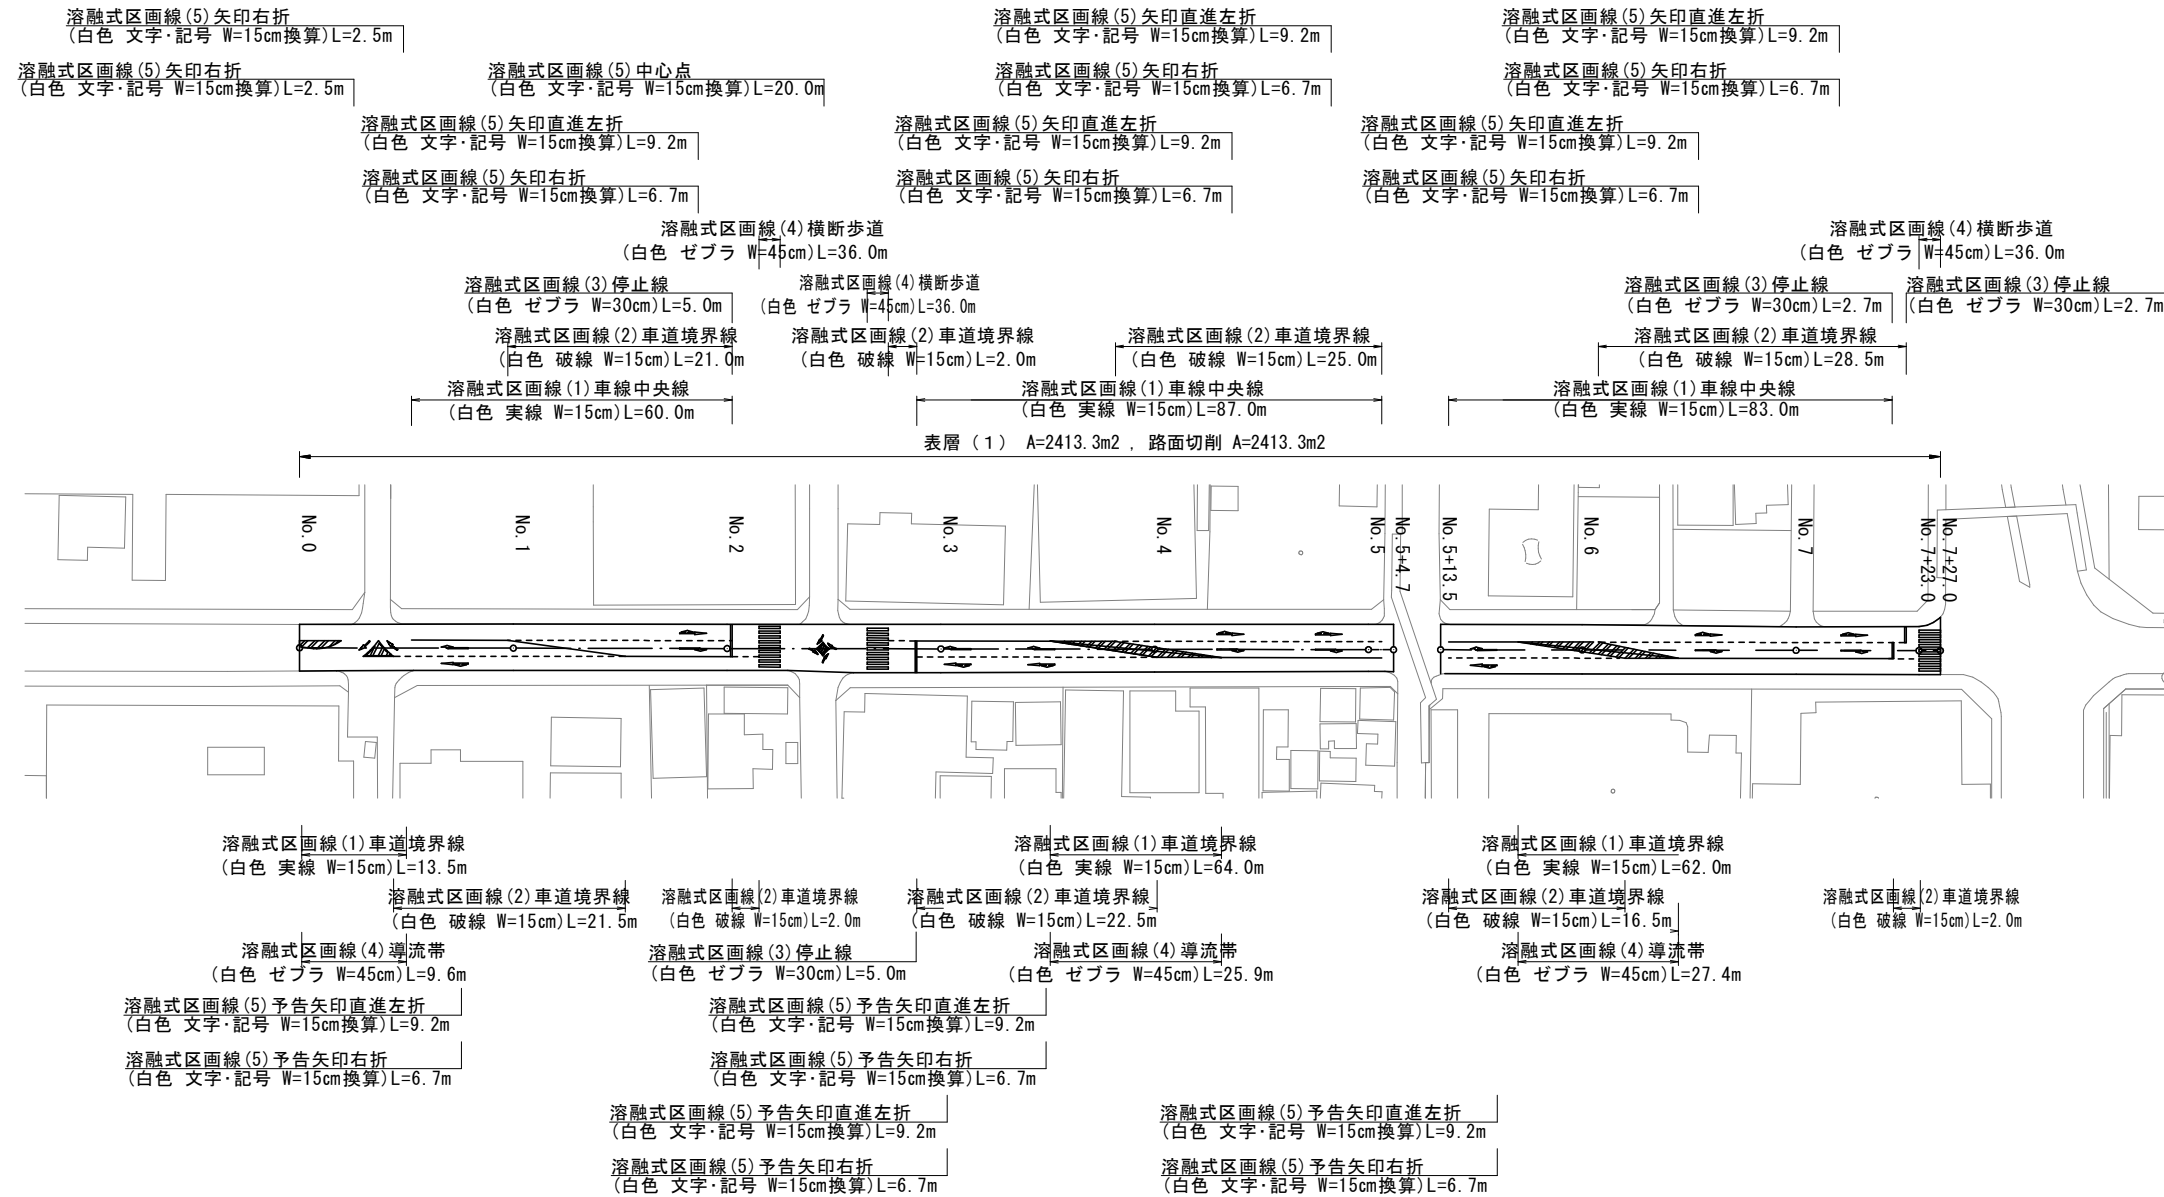 溶融式区画線(5)矢印右折
(白色 文字･記号 W=15cm換算)L=2.5m
溶融式区画線(5)矢印直進左折
(白色 文字･記号 W=15cm換算)L=9.2m
溶融式区画線(5)矢印直進左折
(白色 文字･記号 W=15cm換算)L=9.2m
溶融式区画線(5)矢印右折
(白色 文字･記号 W=15cm換算)L=2.5m
溶融式区画線(5)中心点
(白色 文字･記号 W=15cm換算)L=20.0m
溶融式区画線(5)矢印右折
(白色 文字･記号 W=15cm換算)L=6.7m
溶融式区画線(5)矢印右折
(白色 文字･記号 W=15cm換算)L=6.7m
溶融式区画線(5)矢印直進左折
(白色 文字･記号 W=15cm換算)L=9.2m
溶融式区画線(5)矢印直進左折
(白色 文字･記号 W=15cm換算)L=9.2m
溶融式区画線(5)矢印直進左折
(白色 文字･記号 W=15cm換算)L=9.2m
溶融式区画線(5)矢印右折
(白色 文字･記号 W=15cm換算)L=6.7m
溶融式区画線(5)矢印右折
(白色 文字･記号 W=15cm換算)L=6.7m
溶融式区画線(5)矢印右折
(白色 文字･記号 W=15cm換算)L=6.7m
溶融式区画線(4)横断歩道
(白色 ゼブラ W=45cm)L=36.0m
溶融式区画線(4)横断歩道
(白色 ゼブラ W=45cm)L=36.0m
溶融式区画線(3)停止線
(白色 ゼブラ W=30cm)L=5.0m
溶融式区画線(4)横断歩道
(白色 ゼブラ W=45cm)L=36.0m
溶融式区画線(3)停止線
(白色 ゼブラ W=30cm)L=2.7m
溶融式区画線(3)停止線
(白色 ゼブラ W=30cm)L=2.7m
溶融式区画線(2)車道境界線
(白色 破線 W=15cm)L=21.0m
溶融式区画線(2)車道境界線
(白色 破線 W=15cm)L=2.0m
溶融式区画線(2)車道境界線
(白色 破線 W=15cm)L=25.0m
溶融式区画線(2)車道境界線
(白色 破線 W=15cm)L=28.5m
溶融式区画線(1)車線中央線
(白色 実線 W=15cm)L=60.0m
溶融式区画線(1)車線中央線
(白色 実線 W=15cm)L=87.0m
溶融式区画線(1)車線中央線
(白色 実線 W=15cm)L=83.0m
表層（１） A=2413.3m2 , 路面切削 A=2413.3m2
No.0
No.1
No.2
No.3
No.4
No.5
No.5+4.7
No.5+13.5
No.6
No.7
No.7+23.0
No.7+27.0
溶融式区画線(1)車道境界線
(白色 実線 W=15cm)L=13.5m
溶融式区画線(1)車道境界線
(白色 実線 W=15cm)L=64.0m
溶融式区画線(1)車道境界線
(白色 実線 W=15cm)L=62.0m
溶融式区画線(2)車道境界線
(白色 破線 W=15cm)L=21.5m
溶融式区画線(2)車道境界線
(白色 破線 W=15cm)L=2.0m
溶融式区画線(2)車道境界線
(白色 破線 W=15cm)L=22.5m
溶融式区画線(2)車道境界線
(白色 破線 W=15cm)L=16.5m
溶融式区画線(2)車道境界線
(白色 破線 W=15cm)L=2.0m
溶融式区画線(4)導流帯
(白色 ゼブラ W=45cm)L=9.6m
溶融式区画線(3)停止線
(白色 ゼブラ W=30cm)L=5.0m
溶融式区画線(4)導流帯
(白色 ゼブラ W=45cm)L=25.9m
溶融式区画線(4)導流帯
(白色 ゼブラ W=45cm)L=27.4m
溶融式区画線(5)予告矢印直進左折
(白色 文字･記号 W=15cm換算)L=9.2m
溶融式区画線(5)予告矢印直進左折
(白色 文字･記号 W=15cm換算)L=9.2m
溶融式区画線(5)予告矢印右折
(白色 文字･記号 W=15cm換算)L=6.7m
溶融式区画線(5)予告矢印右折
(白色 文字･記号 W=15cm換算)L=6.7m
溶融式区画線(5)予告矢印直進左折
(白色 文字･記号 W=15cm換算)L=9.2m
溶融式区画線(5)予告矢印直進左折
(白色 文字･記号 W=15cm換算)L=9.2m
溶融式区画線(5)予告矢印右折
(白色 文字･記号 W=15cm換算)L=6.7m
溶融式区画線(5)予告矢印右折
(白色 文字･記号 W=15cm換算)L=6.7m